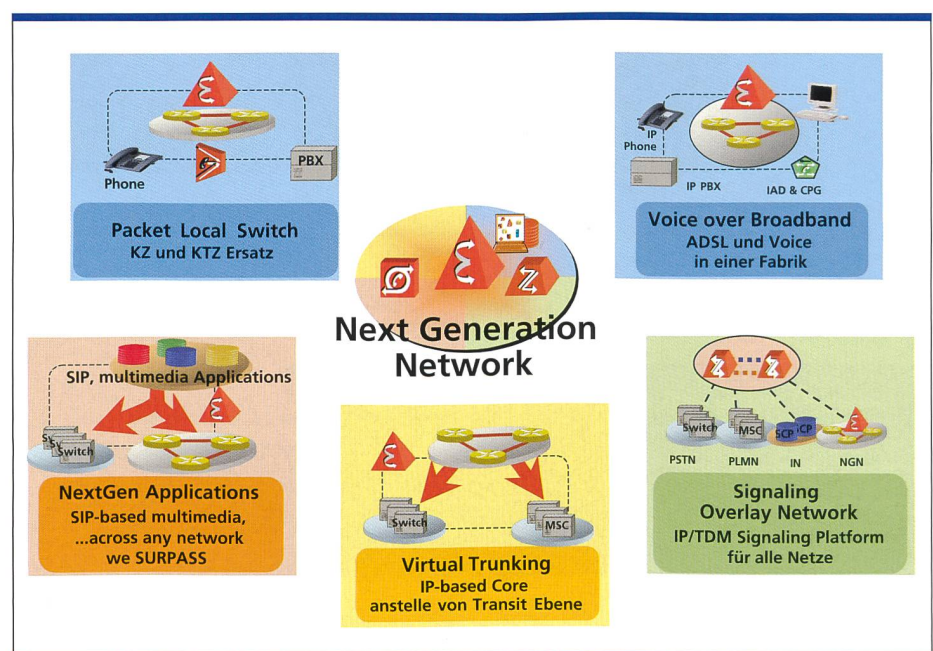 Phone
PBX
Packet Local Switch
KZ und KTZ Ersatz
IP
Phone
IP PBX
IAD & CPG
Voice over Broadband
ADSL und Voice
in einer Fabrik
Next Generation
Network
SIP, multimedia Applications
Switch
NextGen Applications
SIP-based multimedia,
...across any network
we SURPASS
Switch
MSC
Virtual Trunking
IP-based Core
anstelle von Transit Ebene
Switch
MSC
SCP
SCP
PSTN
PLMN
IN
NGN
Signaling
Overlay Network
IP/TDM Signaling Platform
für alle Netze